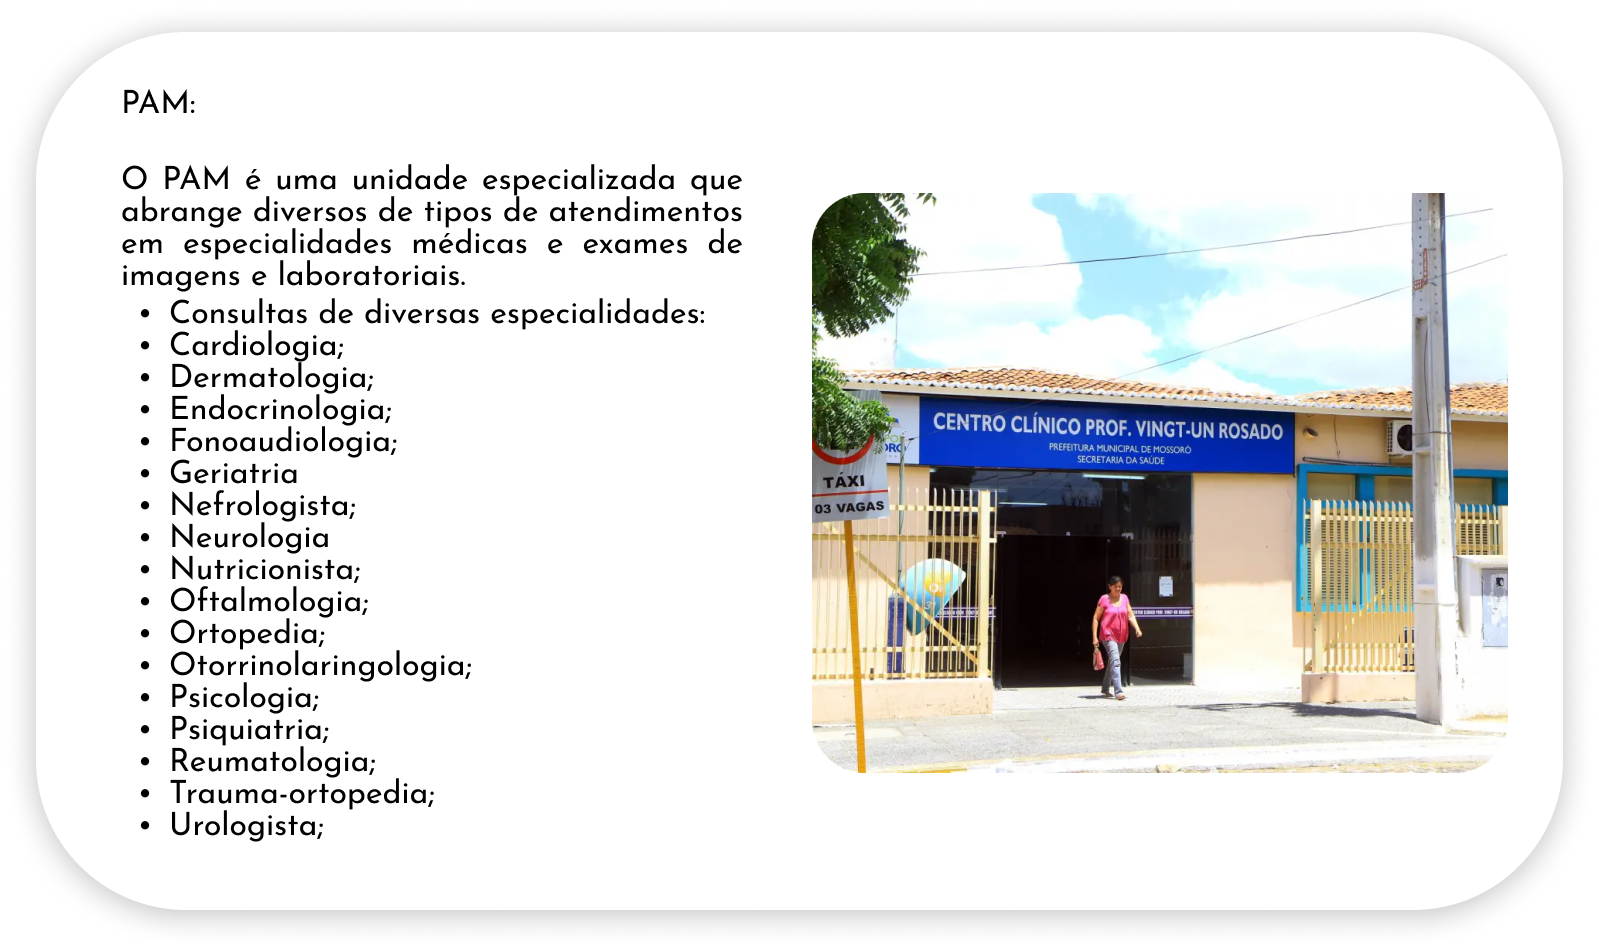 PAM:
O PAM é uma unidade especializada que
abrange diversos de tipos de atendimentos
em especialidades médicas e exames de
imagens e laboratoriais.
• Consultas de diversas especialidades:
• Cardiologia;
• Dermatologia;
• Endocrinologia;
• Fonoaudiologia;
• Geriatria
• Nefrologista;
• Neurologia
• Nutricionista;
• Oftalmologia;
• Ortopedia;
• Otorrinolaringologia;
• Psicologia;
• Psiquiatria;
• Reumatologia;
• Trauma-ortopedia;
• Urologista;
CENTRO CLÍNICO PROF. VINGT-UN ROSADO
PREFEITURA MUNICIPAL DE MOSSORÓ
SECRETARIA DA SAÚDE
TÁXI
03 VAGAS